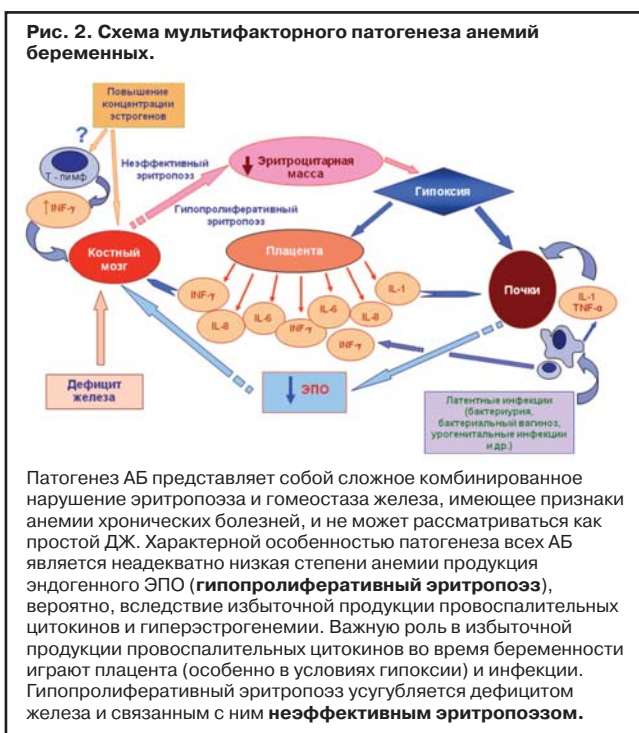 Рис. 2. Схема мультифакторного патогенеза анемий
беременных.
Повышение
концентрации
эстрогенов
?
Т - лимф
↑INF-γ
Неэффективный
эритропоэз
Эритроцитарная
масса
Гипоксия
Гипопролиферативный
эритропоэз
Костный
мозг
Плацента
Почки
INF-γ
IL-8
IL-6
INF-γ
IL-6
IL-8
IL-1
INF-γ
IL-1
TNF-α
Дефицит
железа
ЭПО
Латентные инфекции
(бактериурия,
бактериальный вагиноз,
урогенитальные инфекции
и др.)
Патогенез АБ представляет собой сложное комбинированное
нарушение эритропоэза и гомеостаза железа, имеющее признаки
анемии хронических болезней, и не может рассматриваться как
простой ДЖ. Характерной особенностью патогенеза всех АБ
является неадекватно низкая степени анемии продукция
эндогенного ЭПО (гипопролиферативный эритропоэз),
вероятно, вследствие избыточной продукции провоспалительных
цитокинов и гиперэстрогенемии. Важную роль в избыточной
продукции провоспалительных цитокинов во время беременности
играют плацента (особенно в условиях гипоксии) и инфекции.
Гипопролиферативный эритропоэз усугубляется дефицитом
железа и связанным с ним неэффективным эритропоэзом.